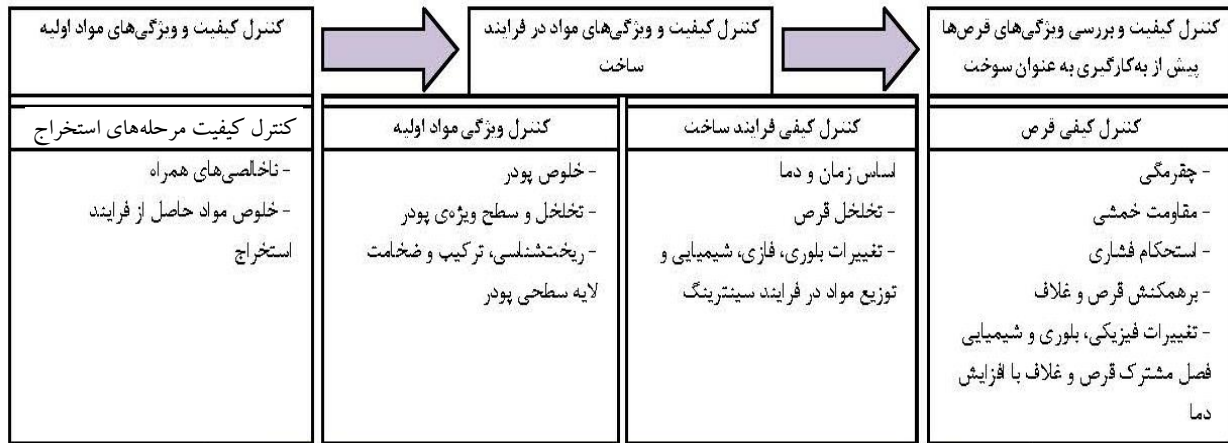 کنترل کیفیت و بررسی ویژگی‌های قرص‌ها
پیش از به‌کارگیری به عنوان سوخت
کنترل کیفیت و ویژگی‌های مواد در فرایند
ساخت
کنترل کیفیت و ویژگی‌های مواد اولیه
کنترل کیفی قرص
- چقرمگی
- مقاومت خمشی
- استحکام فشاری
- برهمکنش قرص و غلاف
- تغییرات فیزیکی، بلوری و شیمیایی
فصل مشترک قرص و غلاف با افزایش
دما
کنترل کیفی فرایند ساخت
اساس زمان و دما
- تخلخل قرص
- تغییرات بلوری، فازی، شیمیایی و
توزیع مواد در فرایند سینترینگ
کنترل ویژگی مواد اولیه
- خلوص پودر
- تخلخل و سطح ویژه‌ی پودر
- ریخت‌شناسی، ترکیب و ضخامت
لایه سطحی پودر
کنترل کیفیت مرحله‌های استخراج
- ناخالصی‌های همراه
- خلوص مواد حاصل از فرایند
استخراج